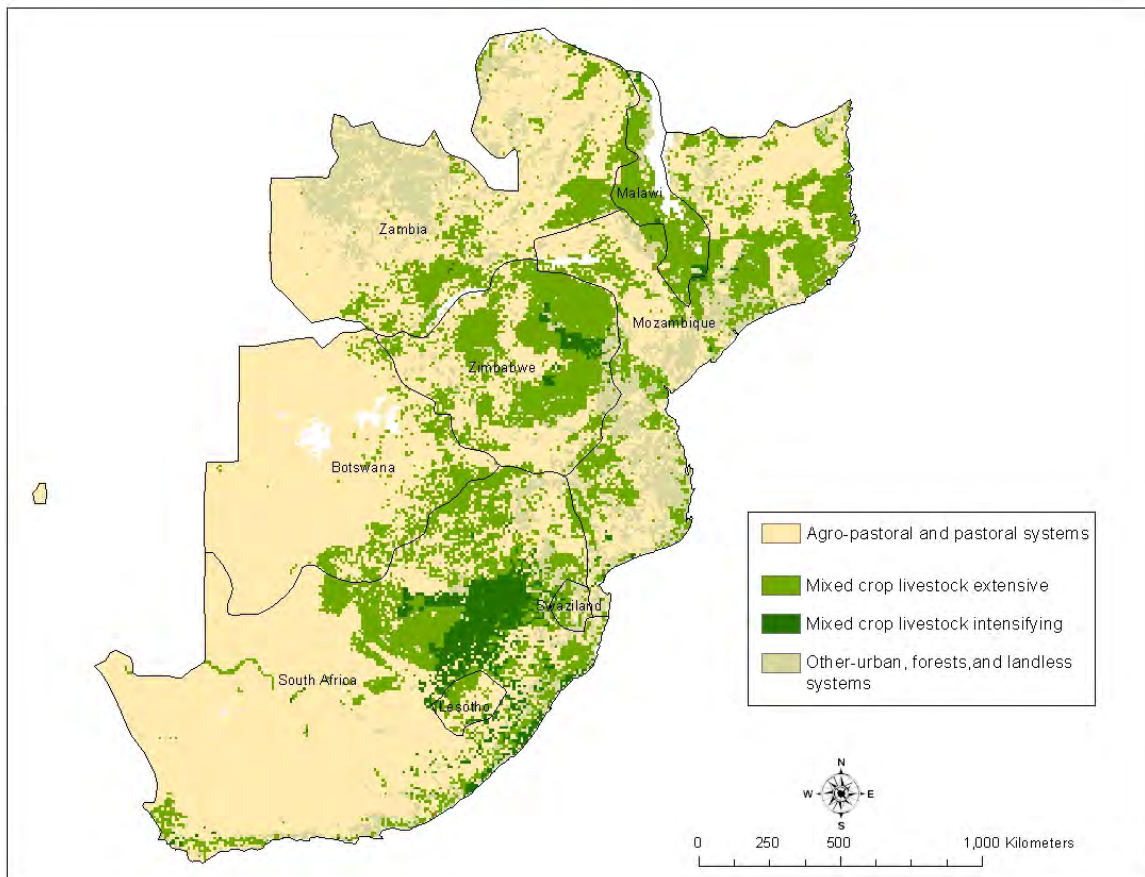 Malawi
Zambia
Mozambique
Zimbabwe
Botswana
Agro-pastoral and pastoral systems
Mixed crop livestock extensive
Swaziland
Mixed crop livestock intensifying
Other-urban, forests,and landless
systems
South Africa
Lesotho
N
W E
S
0 250 500 1,000 Kilometers